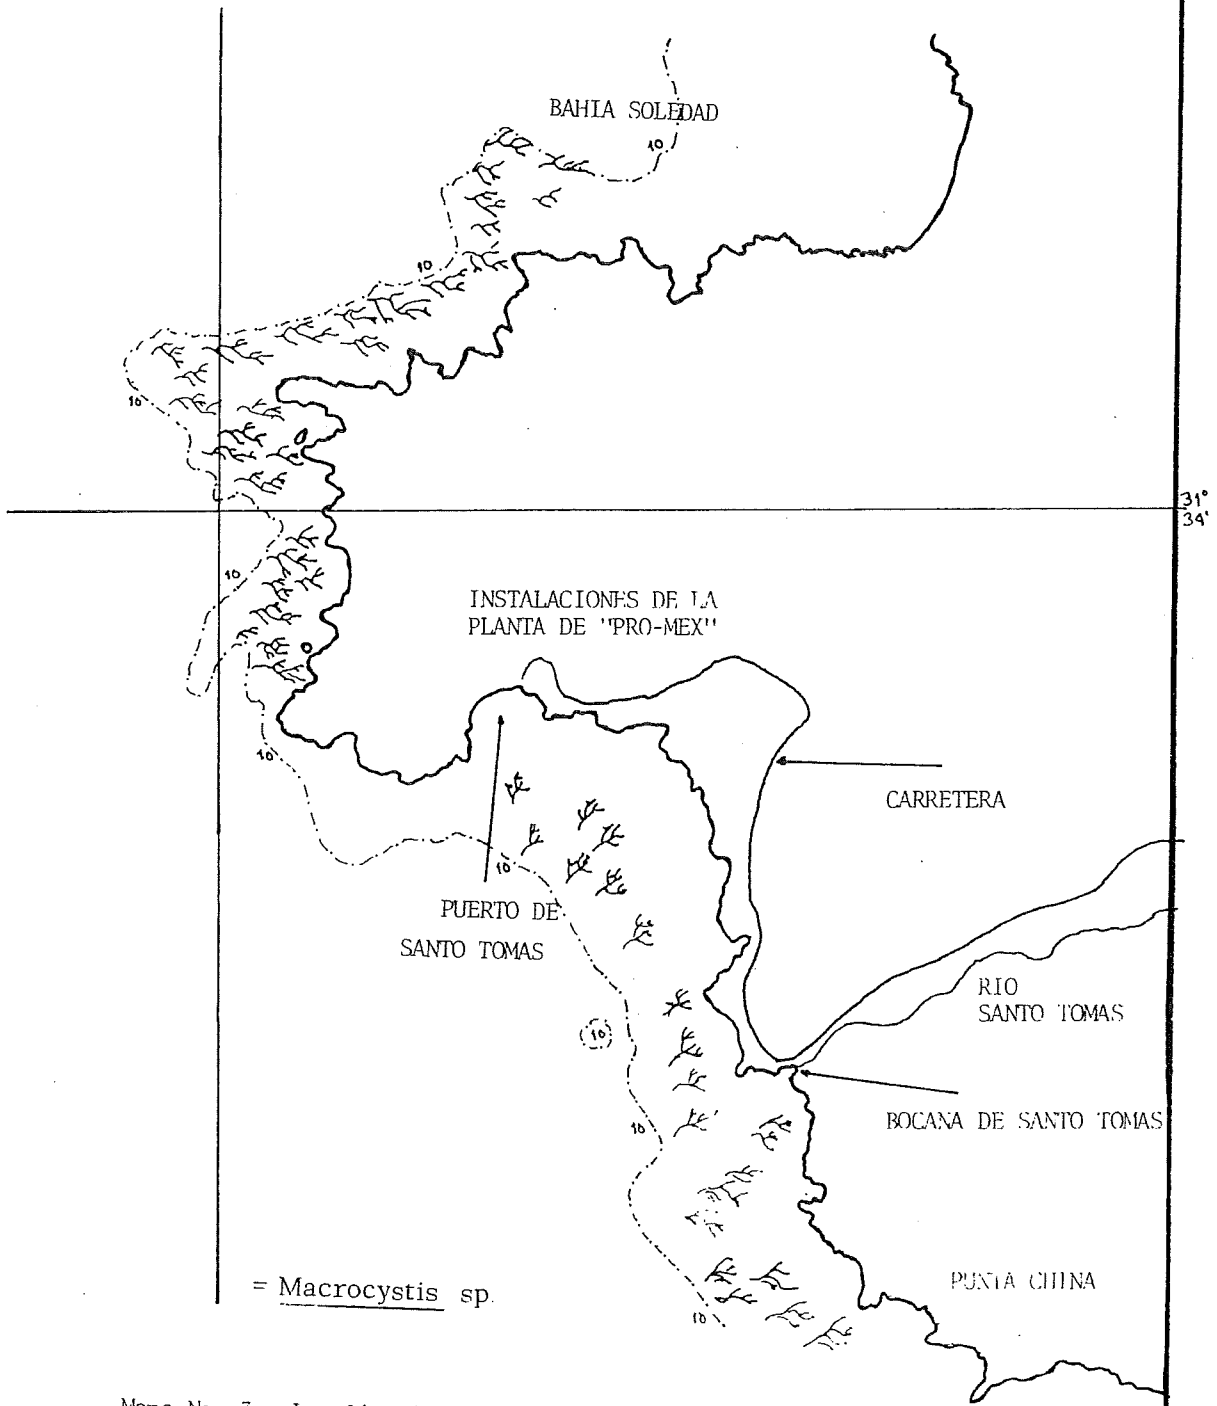 BAHIA SOLEDAD
10
10
10
31°
34'
10
INSTALACIONES DE LA
PLANTA DE "PRO-MEX"
10
CARRETERA
10
PUERTO DE
SANTO TOMAS
RIO
SANTO TOMAS
10
BOCANA DE SANTO TOMAS
10
PUNTA CHINA
= Macrocystis sp.
10